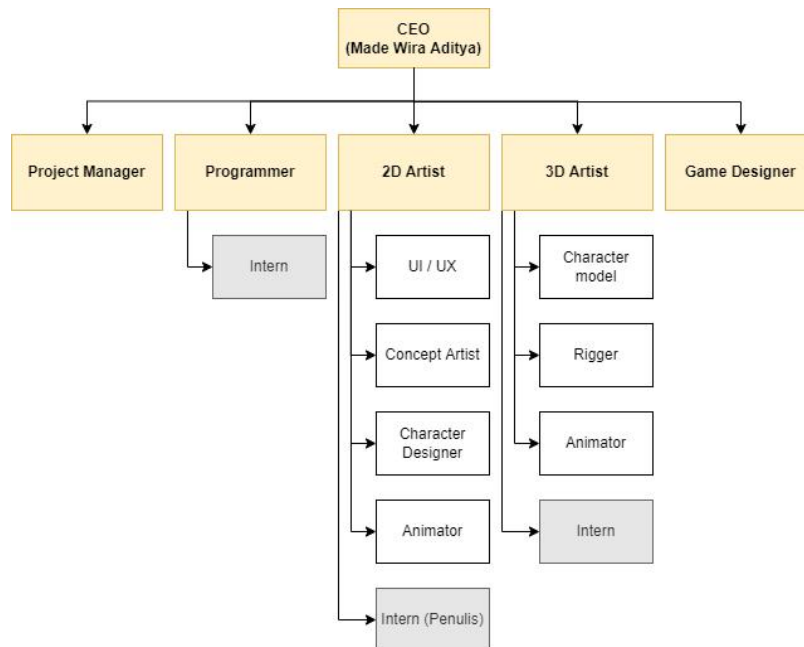 CEO
(Made Wira Aditya)
Project Manager
Programmer
2D Artist
3D Artist
Game Designer
Intern
UI / UX
Character
model
Concept Artist
Rigger
Character
Designer
Animator
Animator
Intern
Intern (Penulis)